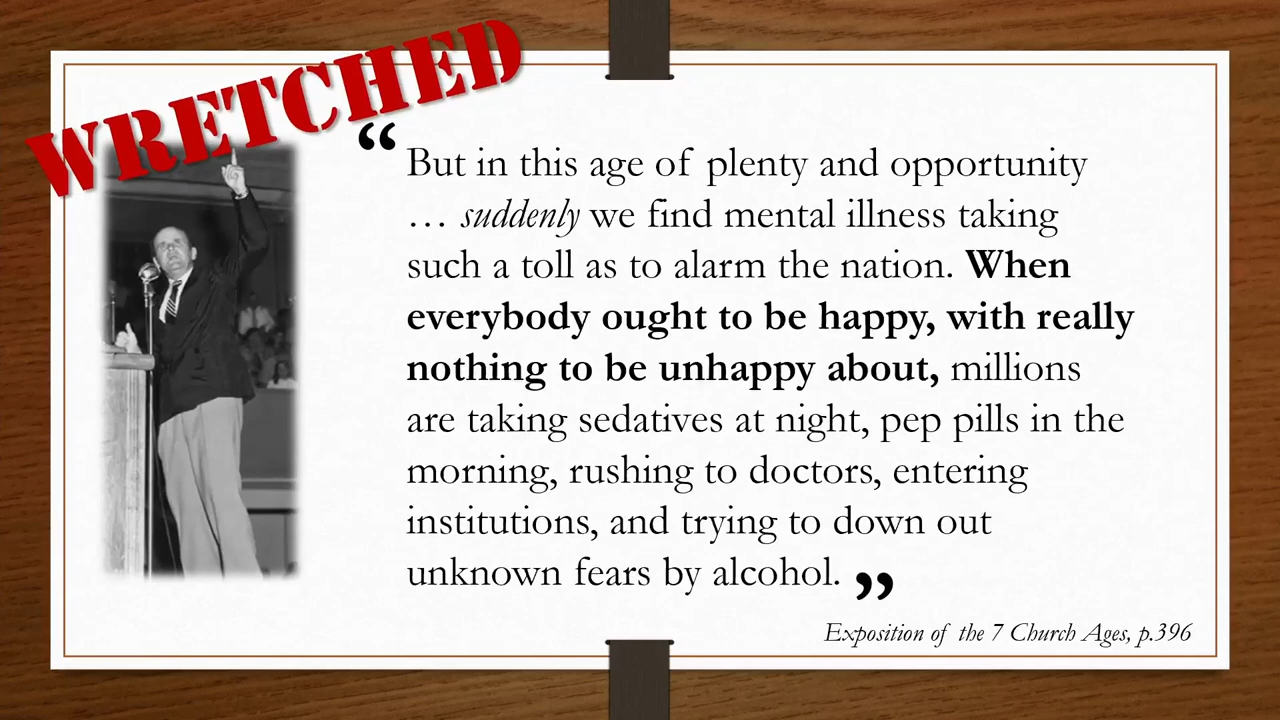 WRETCHED
“ But in this age of plenty and opportunity
… suddenly we find mental illness taking
such a toll as to alarm the nation. When
everybody ought to be happy, with really
nothing to be unhappy about, millions
are taking sedatives at night, pep pills in the
morning, rushing to doctors, entering
institutions, and trying to down out
unknown fears by alcohol. ”
Exposition of the 7 Church Ages, p.396